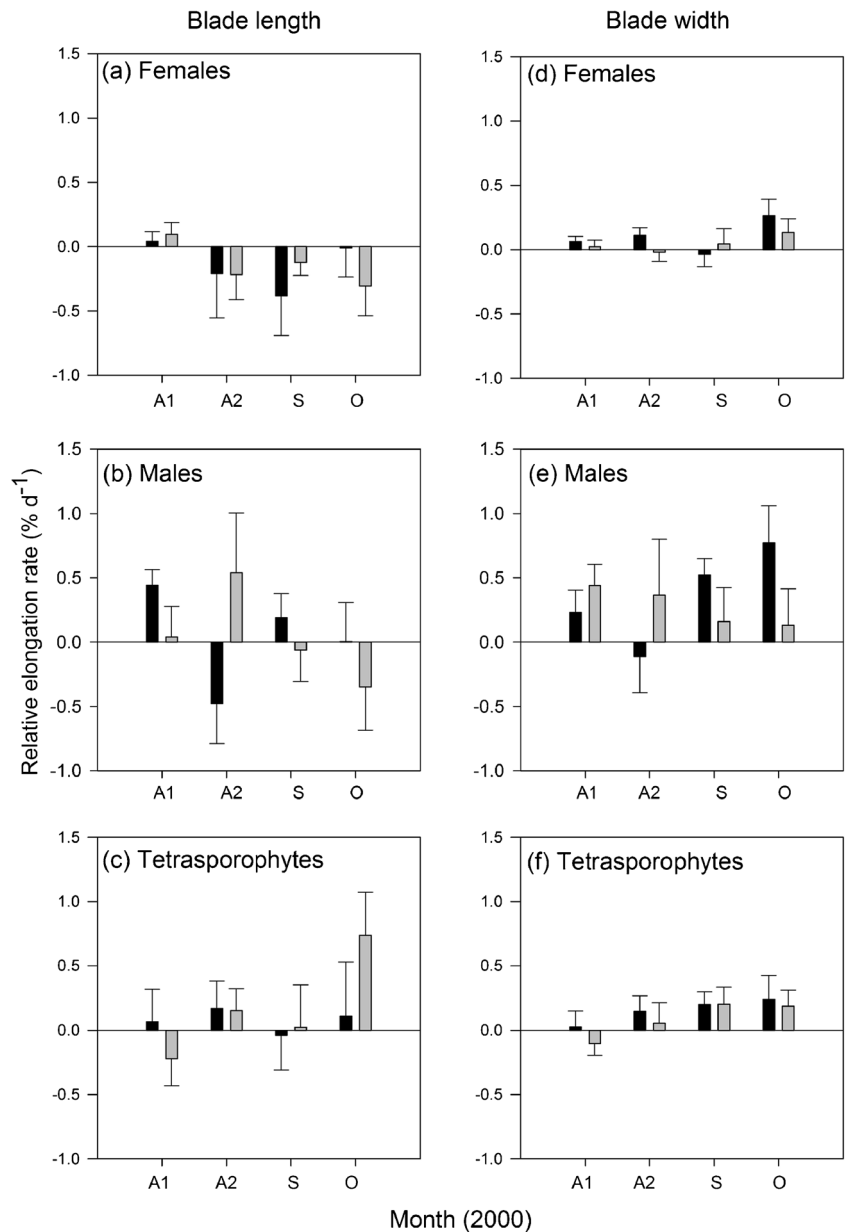 Blade length
Blade width
Relative elongation rate (% d⁻¹)
(a) Females
1.5
1.0
0.5
0.0
-0.5
-1.0
A1 A2 S O
(d) Females
1.5
1.0
0.5
0.0
-0.5
-1.0
A1 A2 S O
(b) Males
1.5
1.0
0.5
0.0
-0.5
-1.0
A1 A2 S O
(e) Males
1.5
1.0
0.5
0.0
-0.5
-1.0
A1 A2 S O
(c) Tetrasporophytes
1.5
1.0
0.5
0.0
-0.5
-1.0
A1 A2 S O
(f) Tetrasporophytes
1.5
1.0
0.5
0.0
-0.5
-1.0
A1 A2 S O
Month (2000)